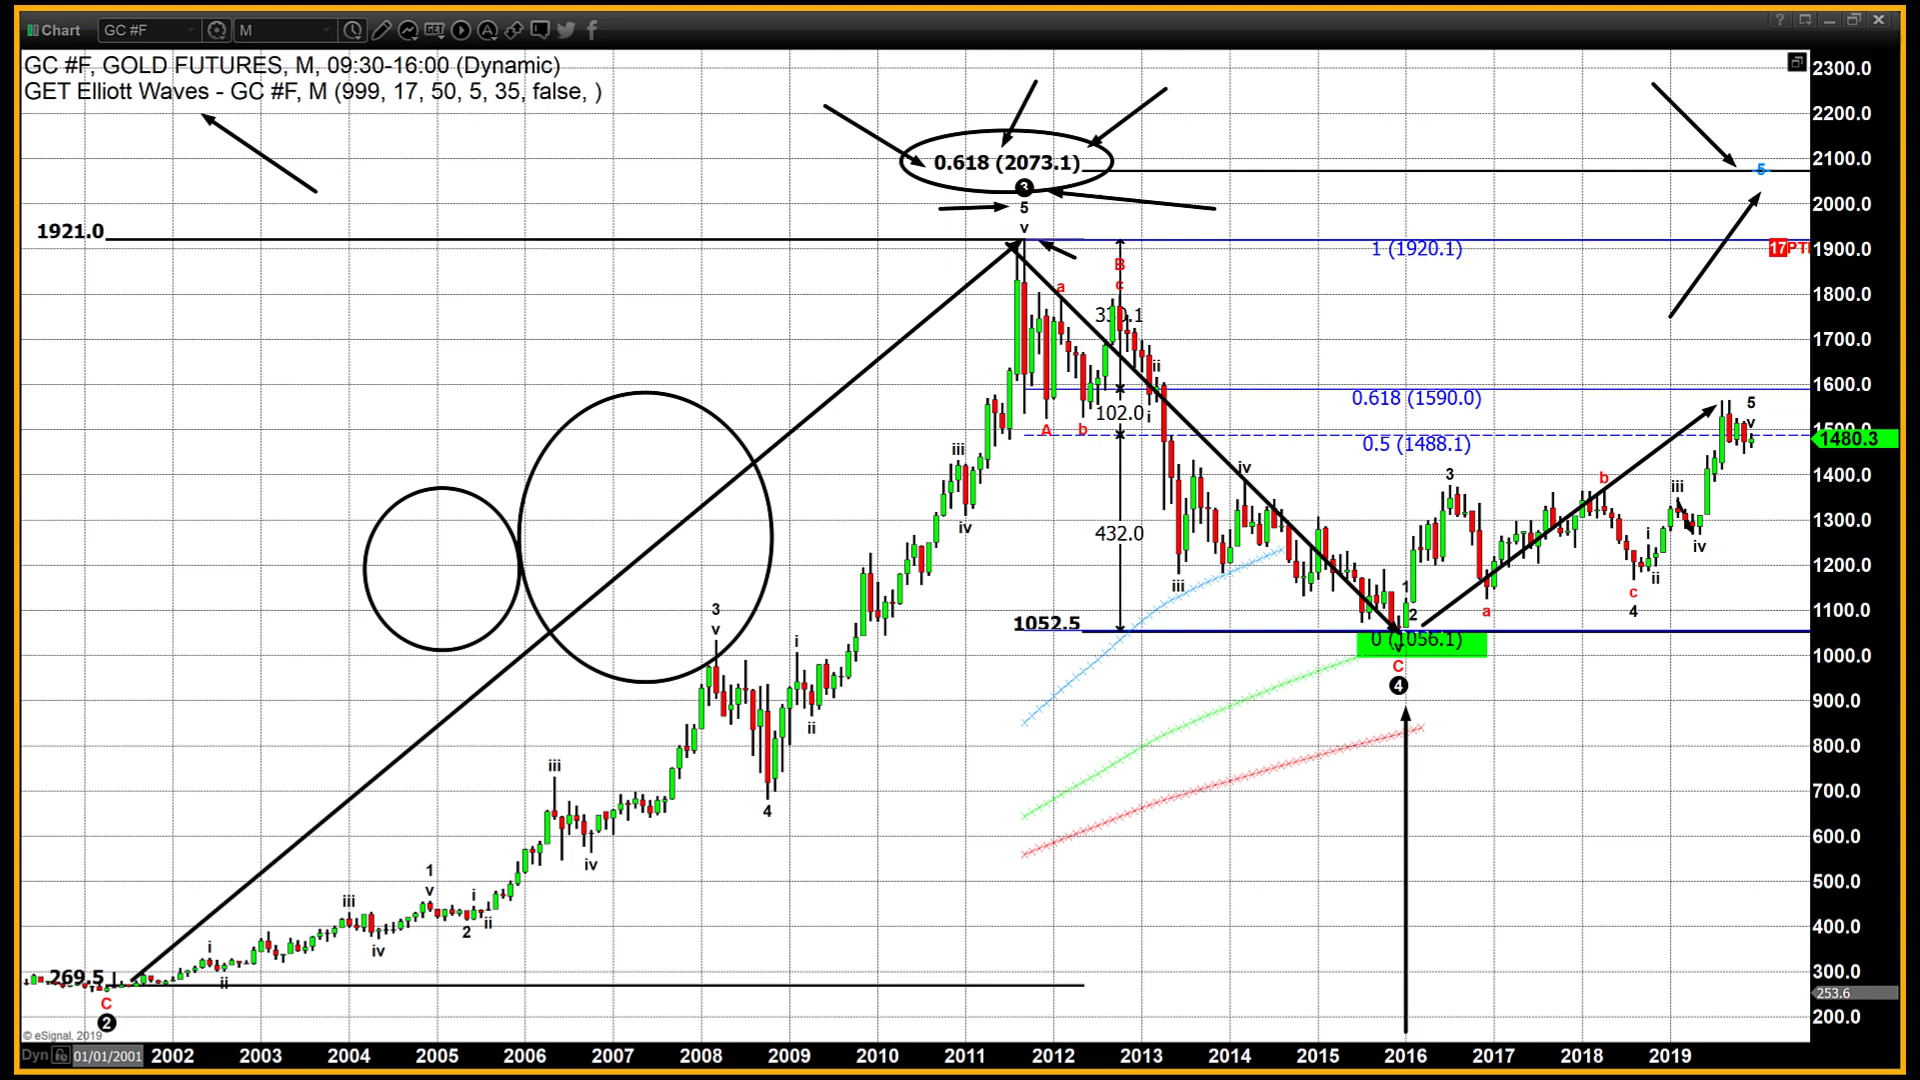 Chart GC #F M
GC #F, GOLD FUTURES, M, 09:30-16:00 (Dynamic)
GET Elliott Waves - GC #F, M (999, 17, 50, 5, 35, false, )
2300.0
2200.0
0.618 (2073.1)
2100.0
5
3
5
2000.0
v
1921.0
1 (1920.1)
17 PTI
1900.0
B
a
c
1800.0
1700.0
ii
1600.0
0.618 (1590.0)
5
102.0
i
v
A
b
0.5 (1488.1)
1480.3
iii
iv
3
b
1400.0
iii
iv
432.0
i
iv
1300.0
1200.0
iii
1
ii
c
3
2
a
4
1100.0
v
1052.5
i
0 (1056.1)
1000.0
C
4
900.0
ii
iii
800.0
4
700.0
iv
600.0
1
v
i
500.0
iii
2
ii
400.0
i
iv
269.5
ii
300.0
C
253.6
2
200.0
© eSignal, 2019
Dyn 01/01/2001 2002 2003 2004 2005 2006 2007 2008 2009 2010 2011 2012 2013 2014 2015 2016 2017 2018 2019